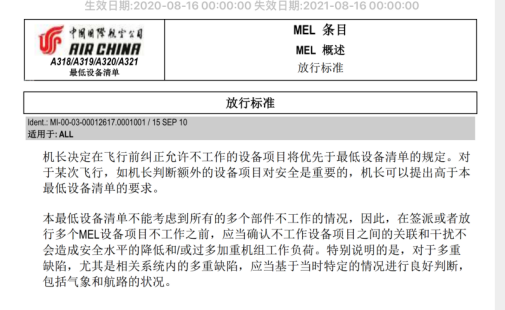 生效日期:2020-08-16 00:00:00 失效日期:2021-08-16 00:00:00
中国国际航空公司
AIR CHINA
A318/A319/A320/A321
最低设备清单
MEL 条目
MEL 概述
放行标准
放行标准
Ident.: MI-00-03-00012617.0001001 / 15 SEP 10
适用于: ALL
机长决定在飞行前纠正允许不工作的设备项目将优先于最低设备清单的规定。对
于某次飞行，如机长判断额外的设备项目对安全是重要的，机长可以提出高于本
最低设备清单的要求。
本最低设备清单不能考虑到所有的多个部件不工作的情况，因此，在签派或者放
行多个MEL设备项目不工作之前，应当确认不工作设备项目之间的关联和干扰不
会造成安全水平的降低和/或过多加重机组工作负荷。特别说明的是，对于多重
缺陷，尤其是相关系统内的多重缺陷，应当基于当时特定的情况进行良好判断，
包括气象和航路的状况。